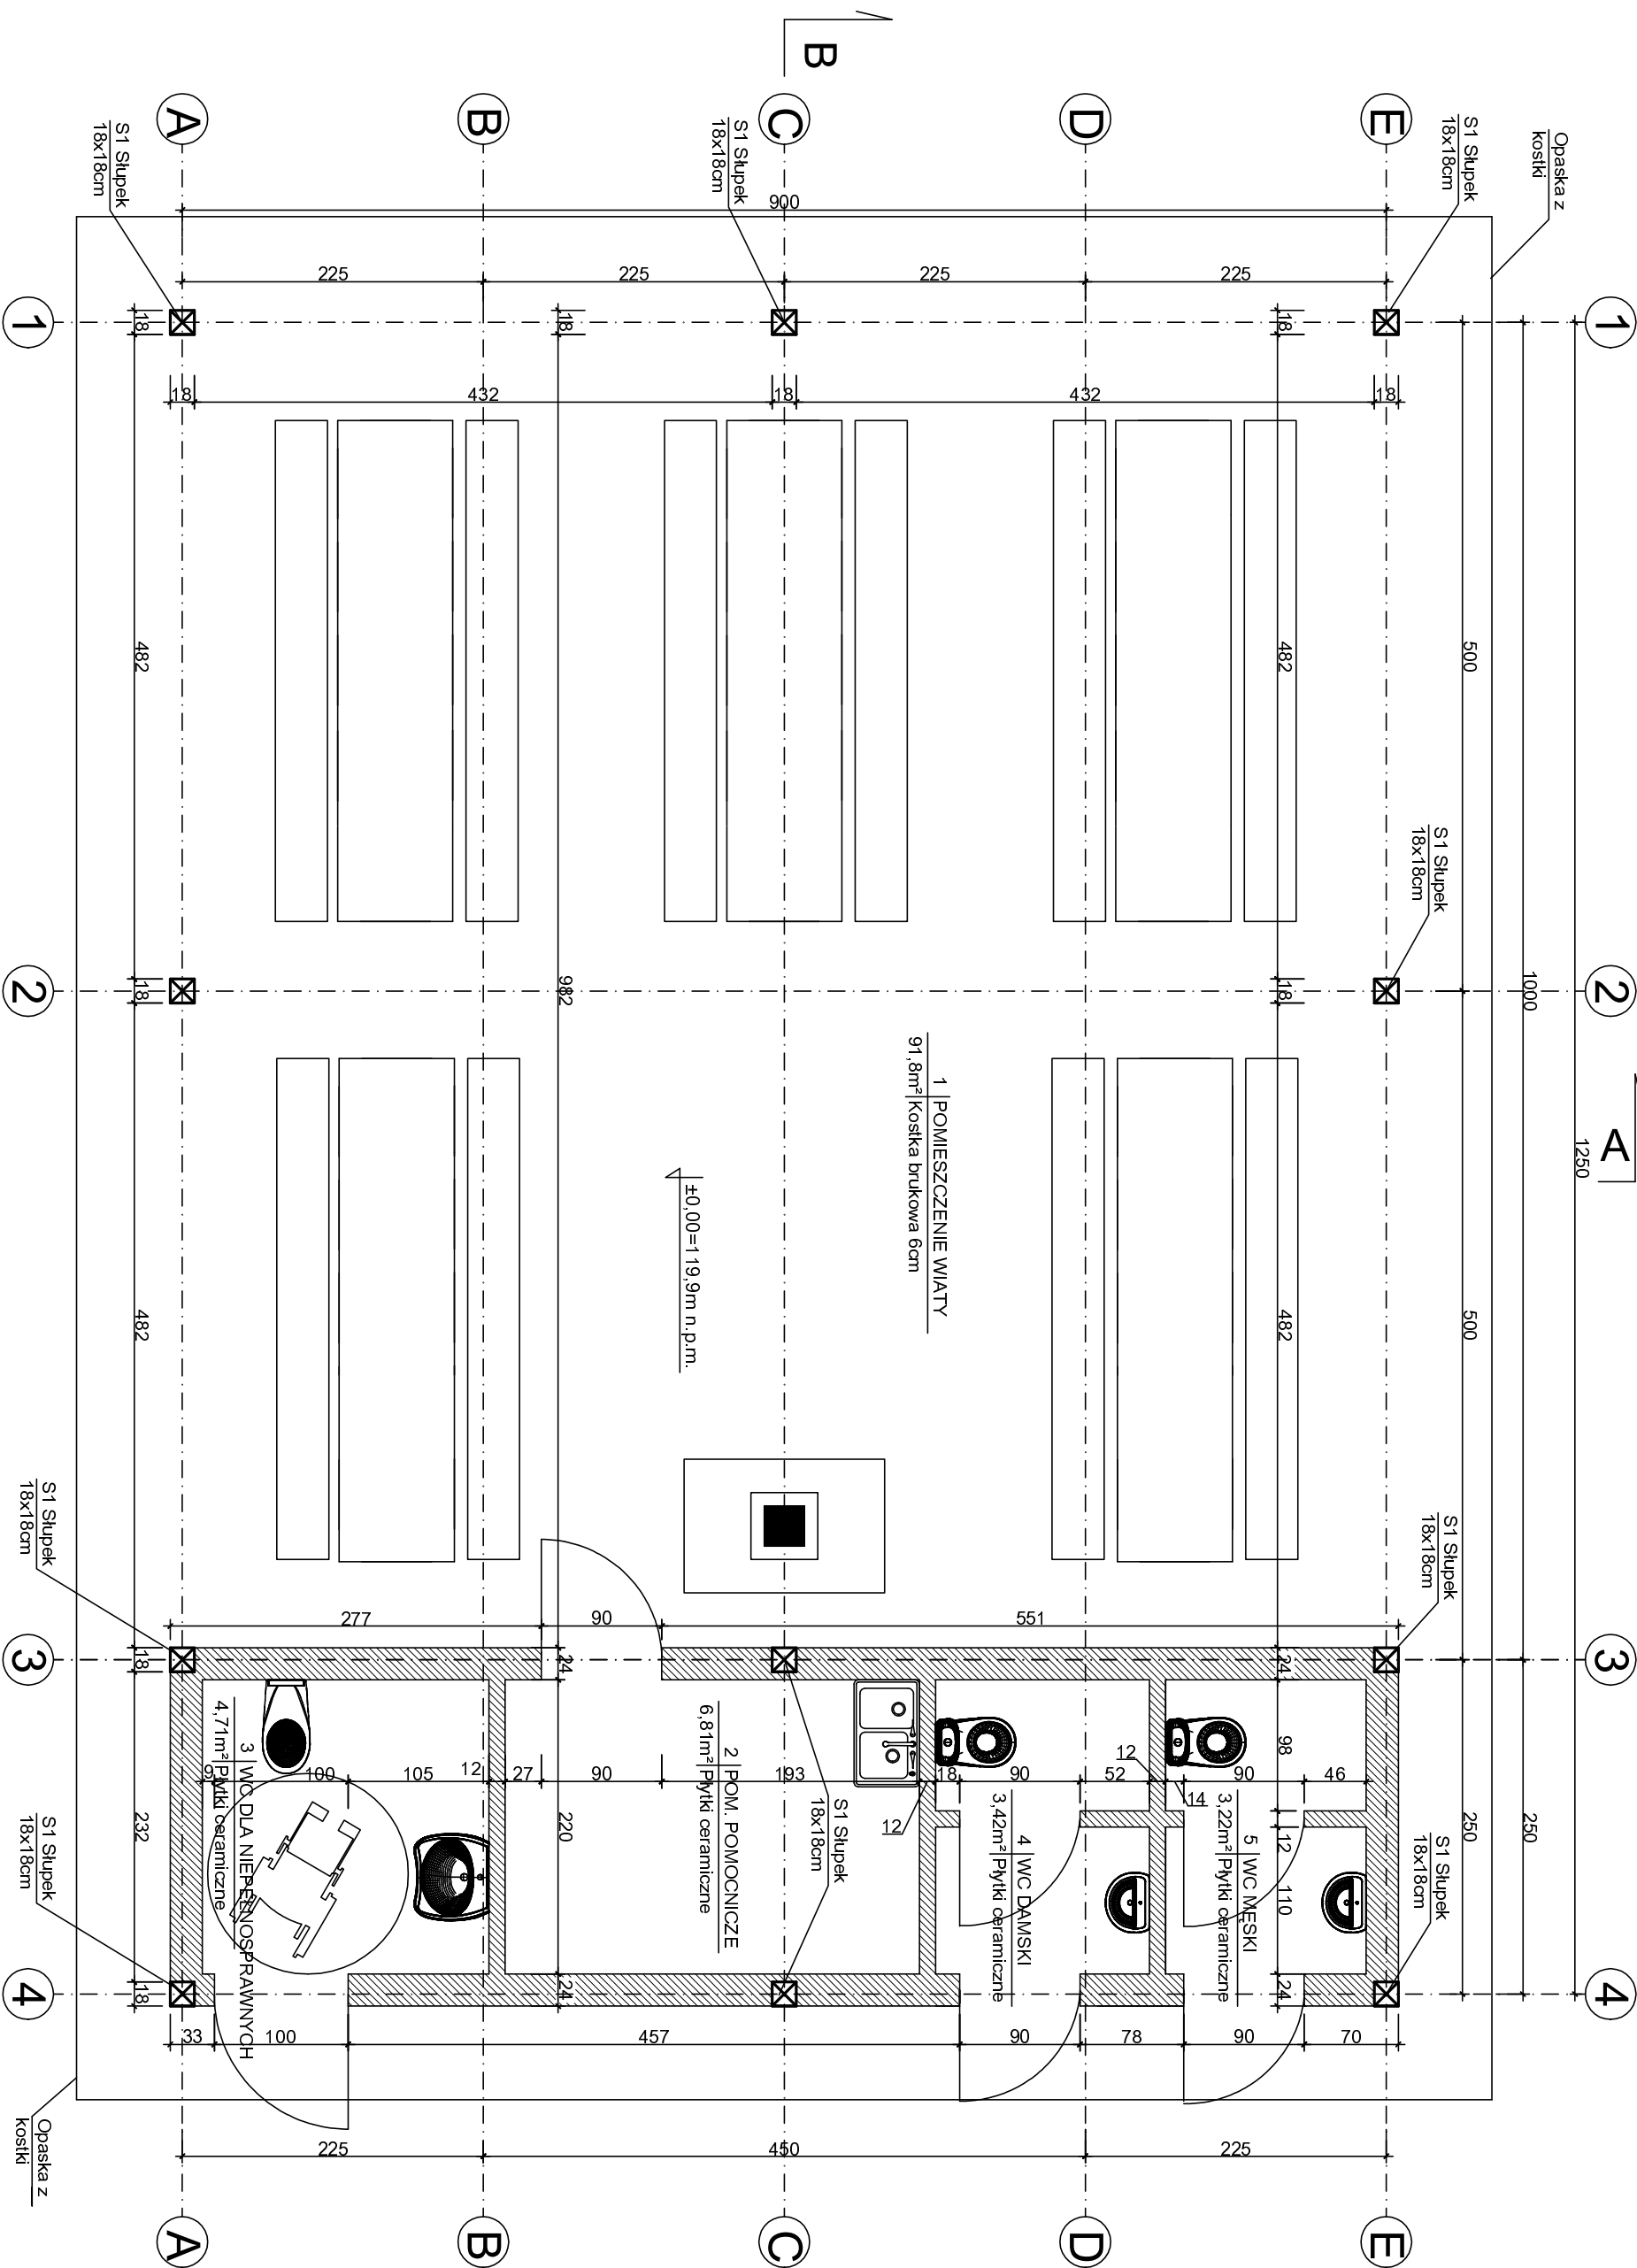 B
A
B
C
D
E
S1 Słupek
18x18cm
S1 Słupek
18x18cm
S1 Słupek
18x18cm
Opaska z
kostki
900
225
225
225
225
1
1
18
18
18
18
432
18
432
18
482
482
500
S1 Słupek
18x18cm
2
2
18
982
18
1000
1
POMIESZCZENIE WIATY
91,8m²
Kostka brukowa 6cm
A
1250
±0,00=119,9m n.p.m.
482
482
500
S1 Słupek
18x18cm
S1 Słupek
18x18cm
277
90
551
3
3
18
24
24
3
WC DLA NIEPEŁNOSPRAWNYCH
4,71m²
Płytki ceramiczne
2
POM. POMOCNICZE
6,81m²
Płytki ceramiczne
4
WC DAMSKI
3,42m²
Płytki ceramiczne
5
WC MĘSKI
3,22m²
Płytki ceramiczne
98
9
100
105
12
27
90
193
18
90
52
12
14
90
46
12
S1 Słupek
18x18cm
S1 Słupek
18x18cm
S1 Słupek
18x18cm
232
220
12
110
250
250
4
4
18
24
24
33
100
457
90
78
90
70
Opaska z
kostki
225
450
225
A
B
C
D
E